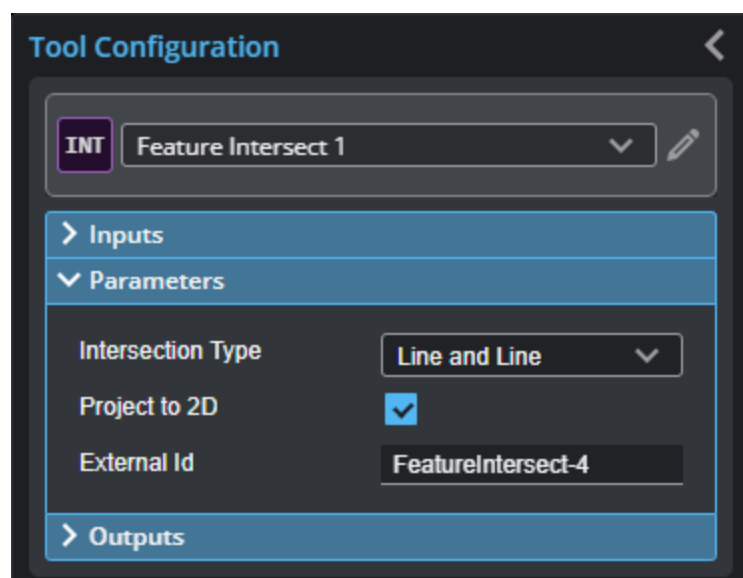 Tool Configuration
INT Feature Intersect 1
Inputs
Parameters
Intersection Type Line and Line
Project to 2D
External Id FeatureIntersect-4
Outputs